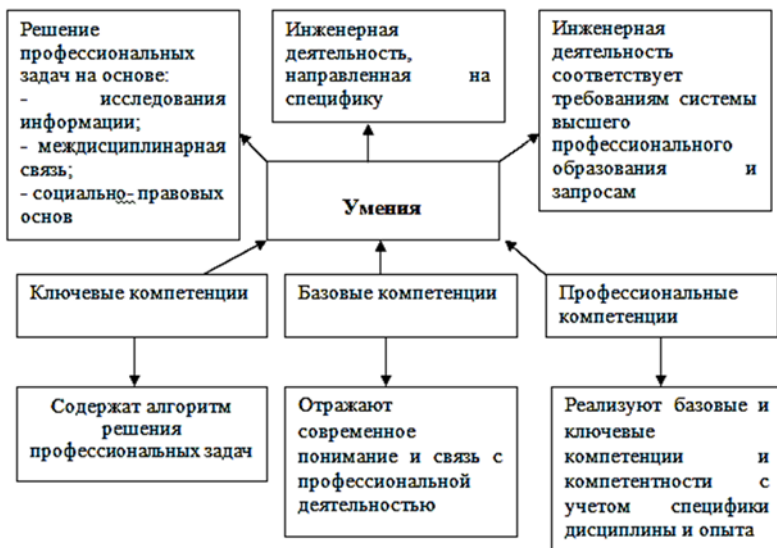 Решение
профессиональных
задач на основе:
- исследования
информации;
- междисциплинарная
связь;
- социально- правовых
основ
Инженерная
деятельность,
направленная на
специфику
Инженерная
деятельность
соответствует
требованиям системы
высшего
профессионального
образования и
запросам
Умения
Ключевые компетенции
Базовые компетенции
Профессиональные
компетенции
Содержат алгоритм
решения
профессиональных задач
Отражают
современное
понимание и связь с
профессиональной
деятельностью
Реализуют базовые и
ключевые
компетенции и
компетентности с
учетом специфики
дисциплины и опыта